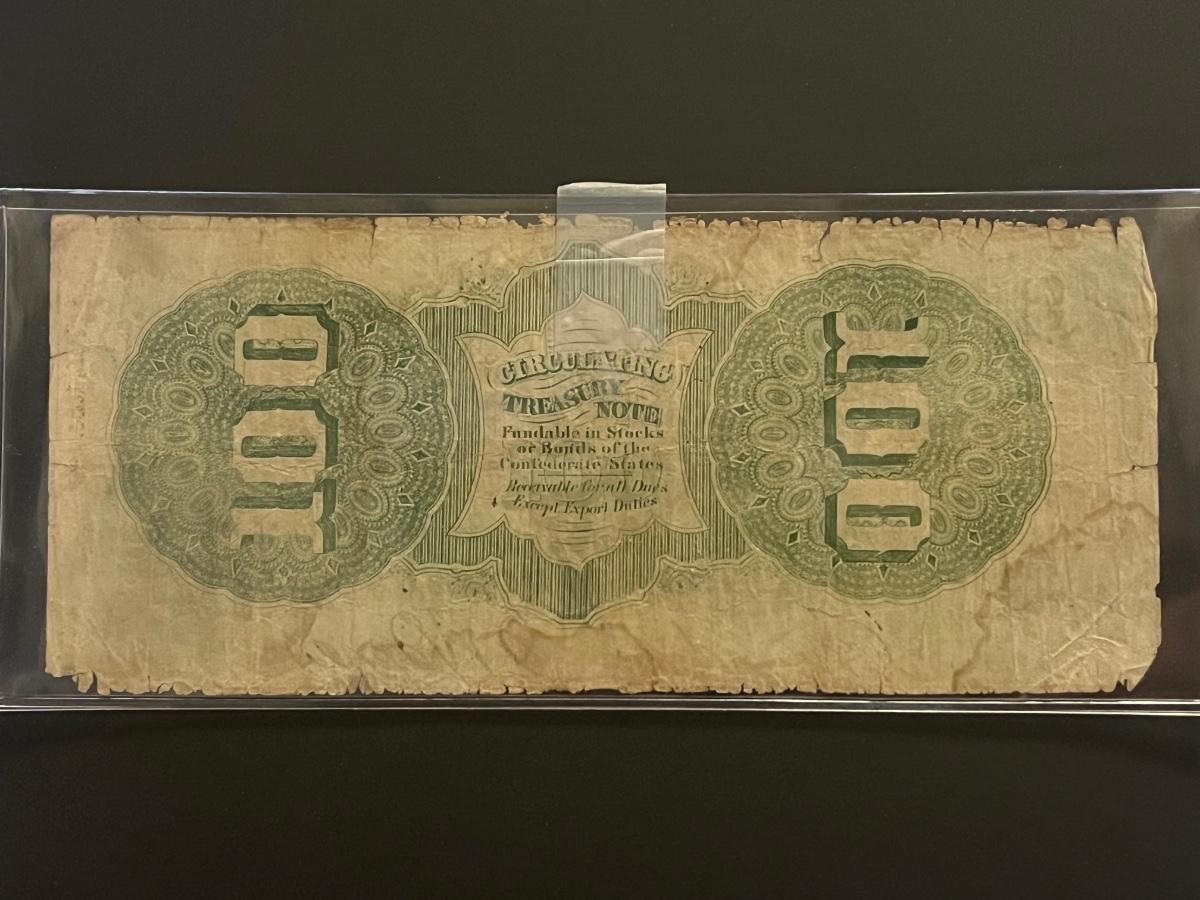 100
CIRCULATING
TREASURY
NOTE
Fundable in Stocks
or Bonds of the
Confederate States
Receivable for all Dues
Except Export Duties
100